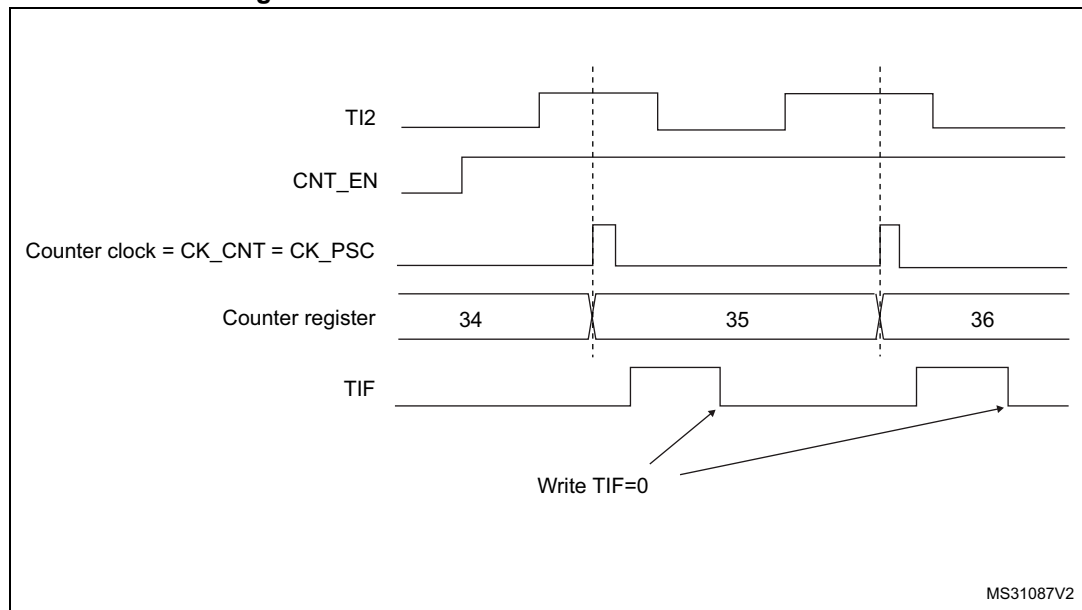 TI2
CNT_EN
Counter clock = CK_CNT = CK_PSC
Counter register 34 35 36
TIF
Write TIF=0
MS31087V2